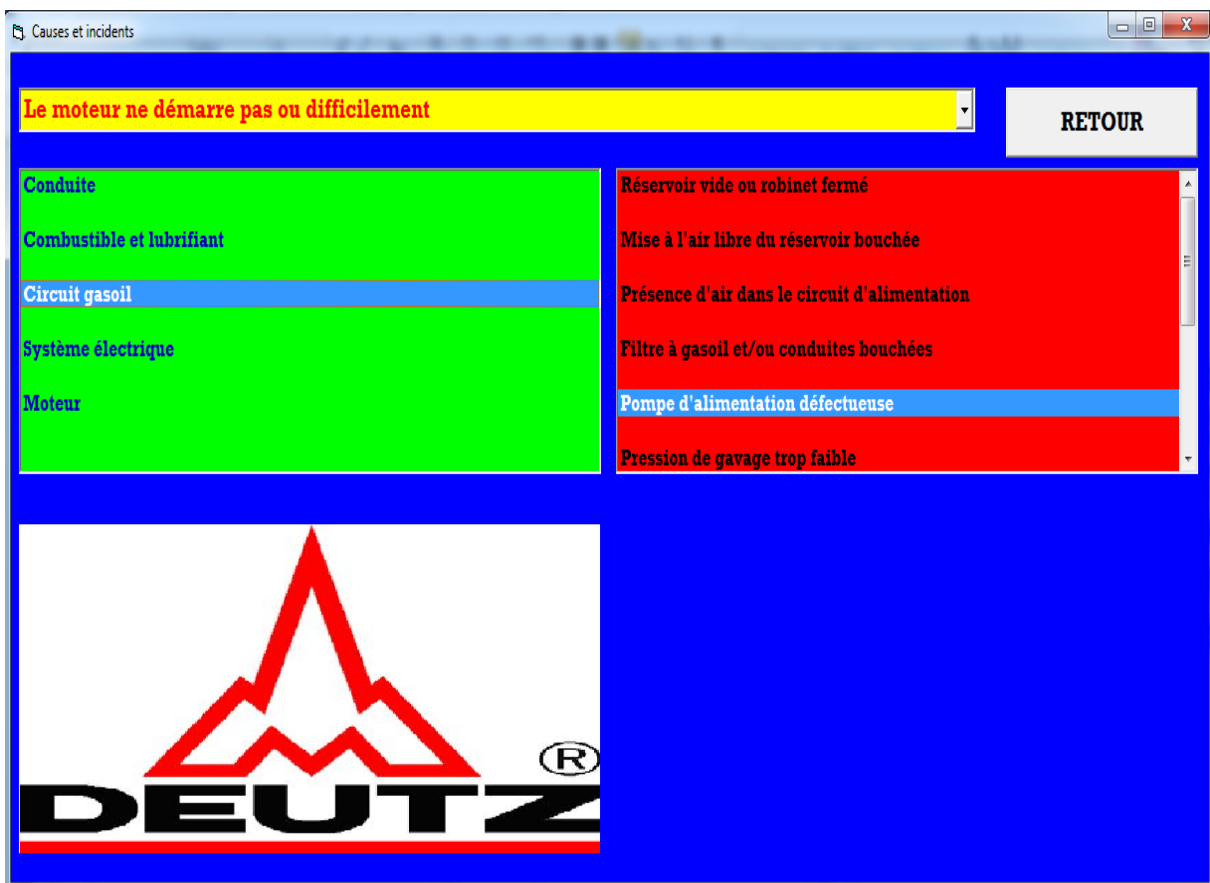 Causes et incidents
Le moteur ne démarre pas ou difficilement
RETOUR
Conduite
Combustible et lubrifiant
Circuit gasoil
Système électrique
Moteur
Réservoir vide ou robinet fermé
Mise à l'air libre du réservoir bouchée
Présence d'air dans le circuit d'alimentation
Filtre à gasoil et/ou conduites bouchées
Pompe d'alimentation défectueuse
Pression de gavage trop faible
®
DEUTZ